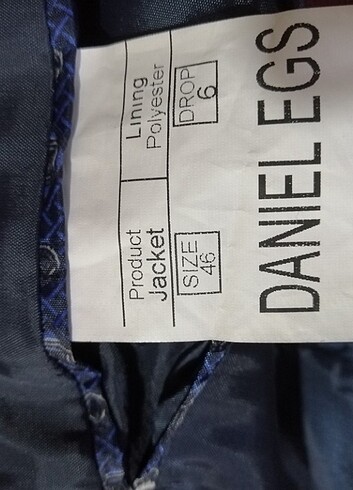 Product Lining
Jacket Polyester
SIZE DROP
46 6
DANIEL EGS